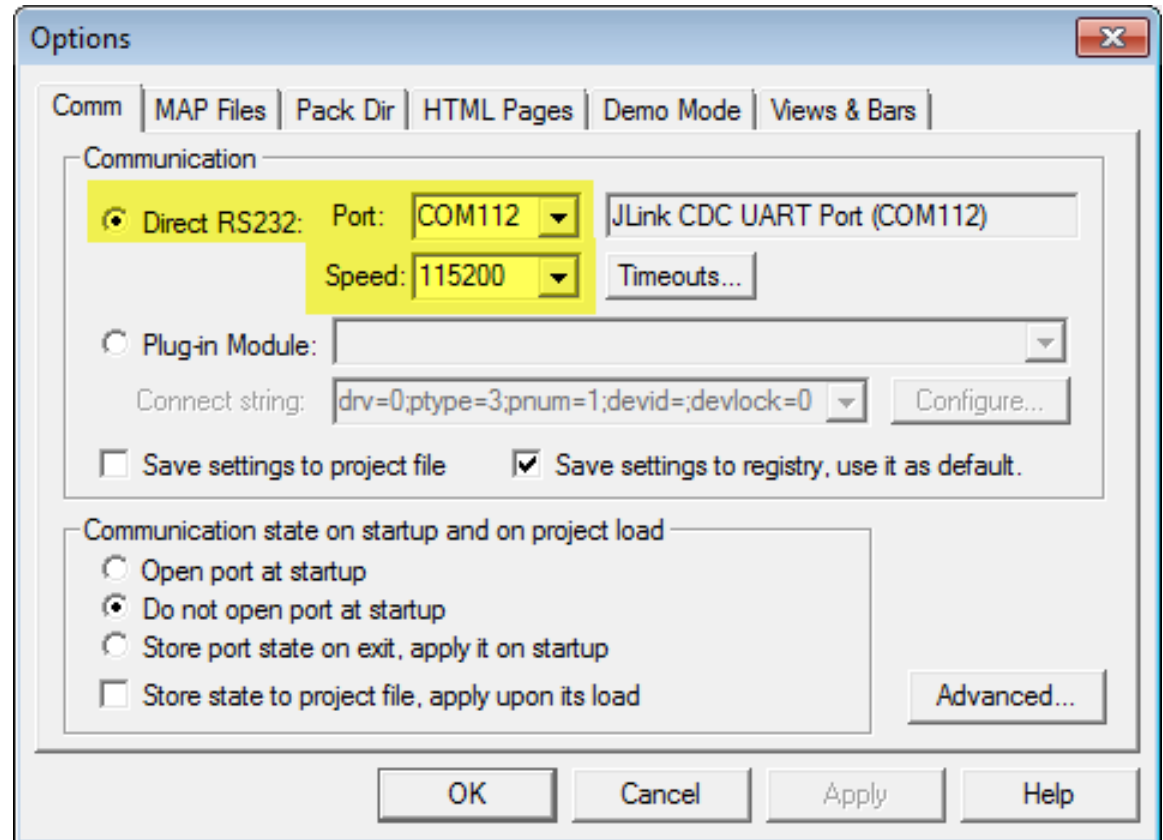 Options
Comm MAP Files Pack Dir HTML Pages Demo Mode Views & Bars
Communication
Direct RS232: Port: COM112 JLink CDC UART Port (COM112)
Speed: 115200 Timeouts...
Plug-in Module:
Connect string: drv=0;ptype=3;pnum=1;devid=;devlock=0 Configure...
Save settings to project file Save settings to registry, use it as default.
Communication state on startup and on project load
Open port at startup
Do not open port at startup
Store port state on exit, apply it on startup
Store state to project file, apply upon its load Advanced...
OK Cancel Apply Help